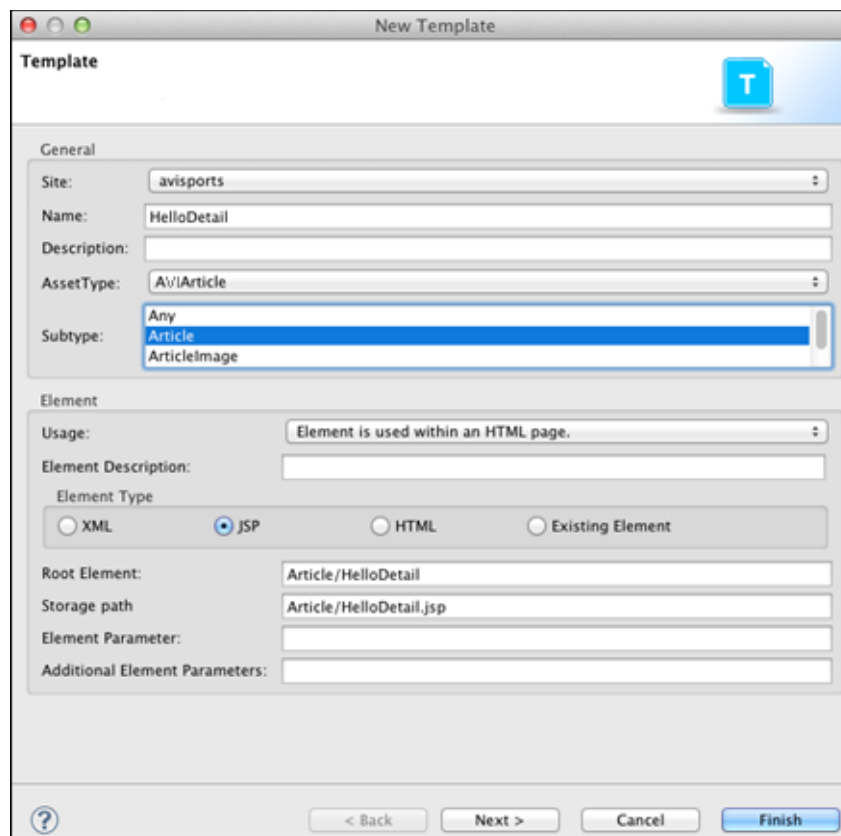 New Template
Template
T
General
Site: avisports
Name: HelloDetail
Description:
AssetType: AVIArticle
Subtype: Any
Article
ArticleImage
Element
Usage: Element is used within an HTML page.
Element Description:
Element Type
XML JSP HTML Existing Element
Root Element: Article/HelloDetail
Storage path Article/HelloDetail.jsp
Element Parameter:
Additional Element Parameters:
? < Back Next > Cancel Finish